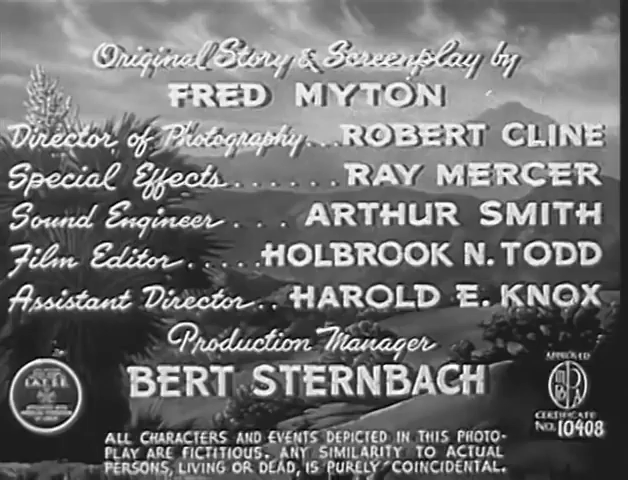 Original Story & Screenplay by
FRED MYTON
Director of Photography... ROBERT CLINE
Special Effects....... RAY MERCER
Sound Engineer.... ARTHUR SMITH
Film Editor..... HOLBROOK N. TODD
Assistant Director.. HAROLD E. KNOX
Production Manager
BERT STERNBACH
APPROVED
CERTIFICATE
NO. 10408
ALL CHARACTERS AND EVENTS DEPICTED IN THIS PHOTO-
PLAY ARE FICTITIOUS. ANY SIMILARITY TO ACTUAL
PERSONS, LIVING OR DEAD, IS PURELY COINCIDENTAL.